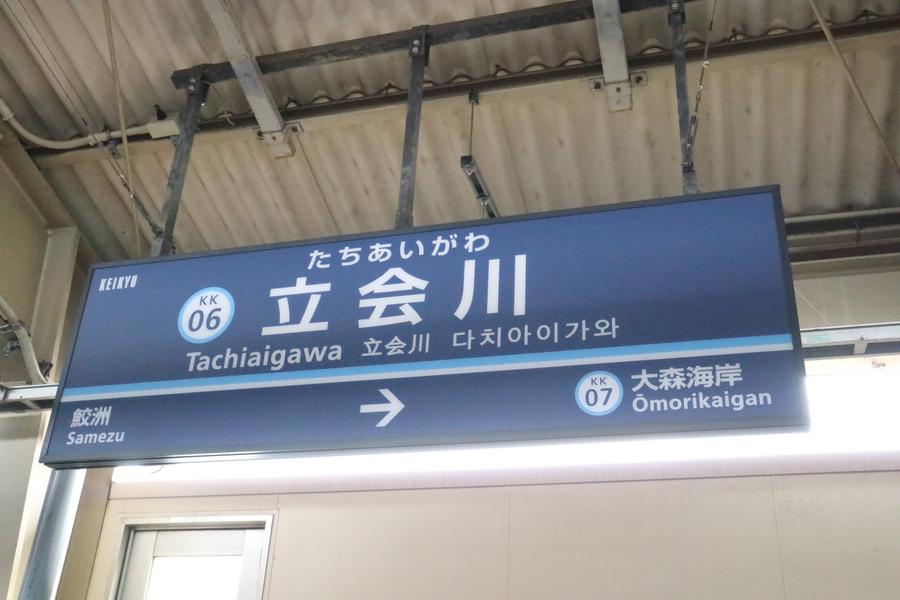 KEIKYU
たちあいがわ
KK
06
立会川
Tachiaigawa 立会川 다치아이가와
鮫洲
Samezu
→
KK
07
大森海岸
Ōmorikaigan